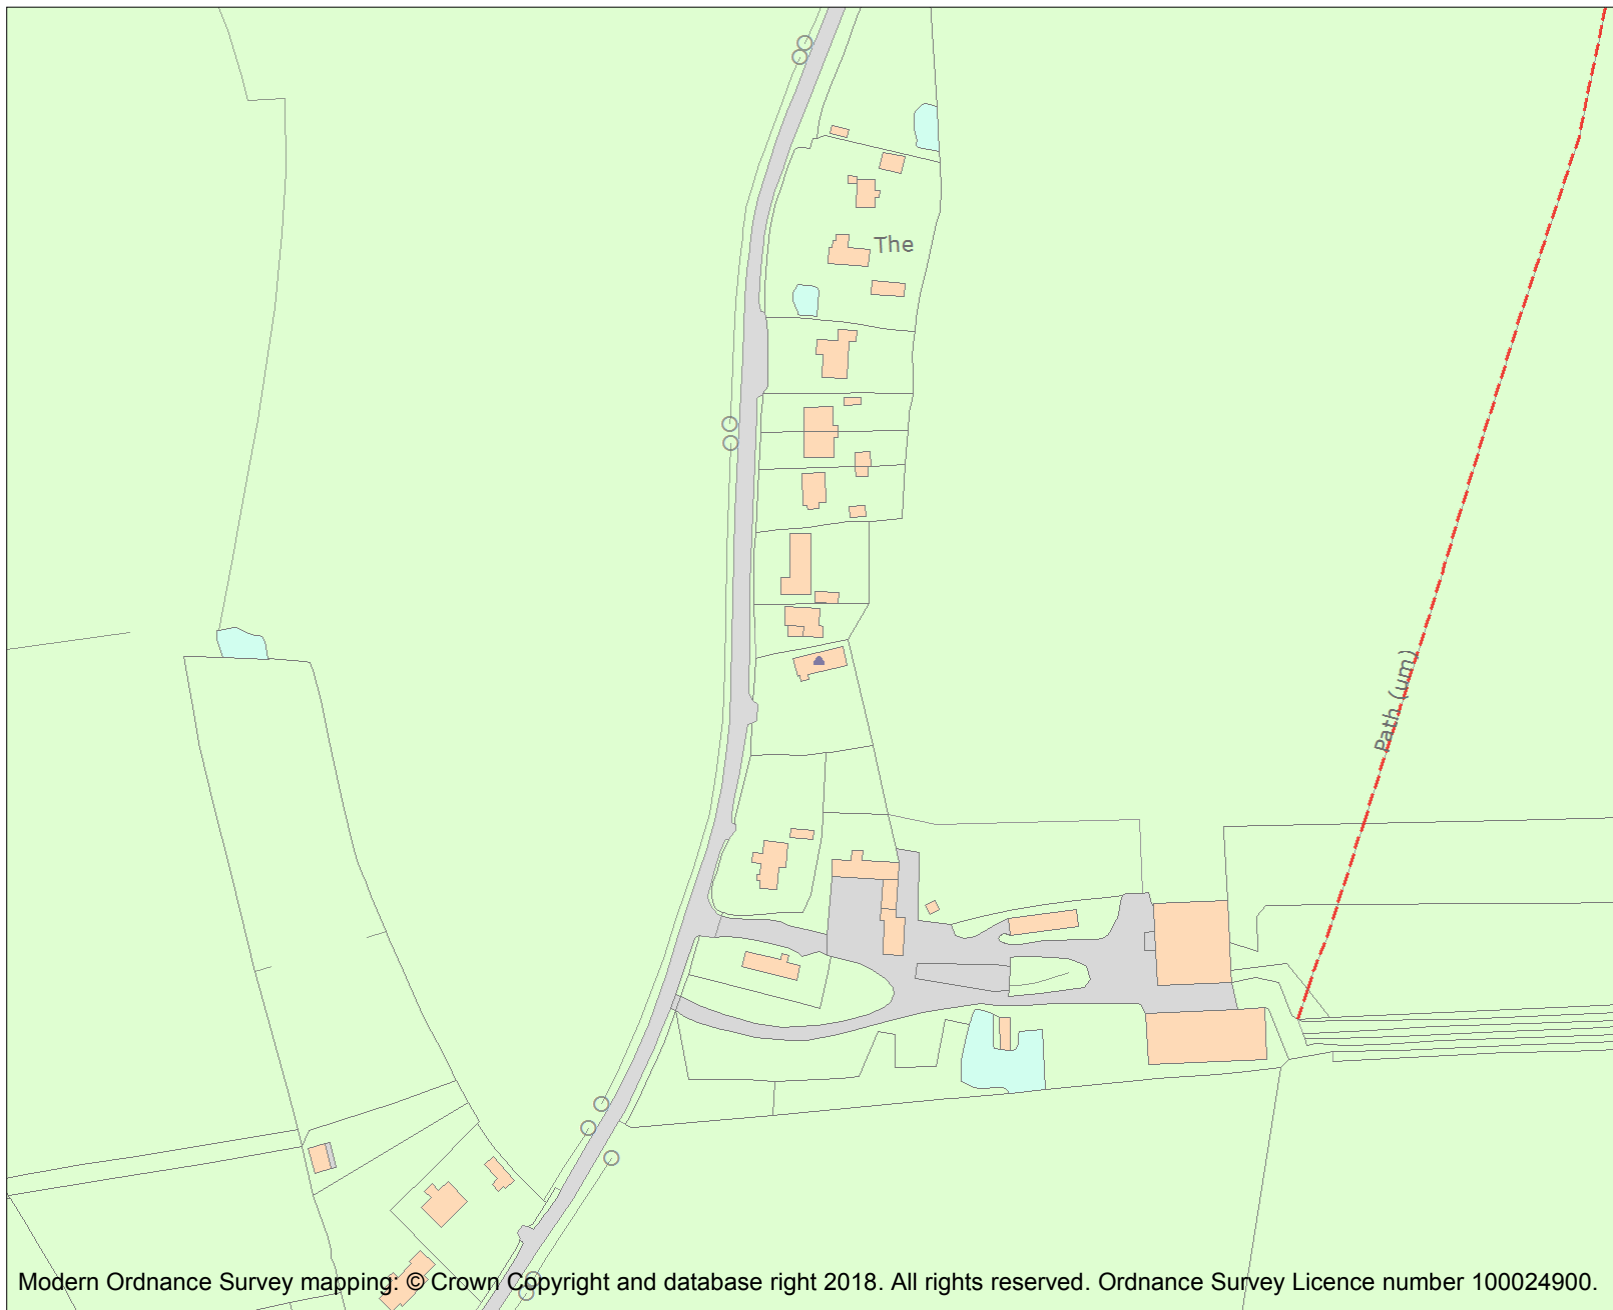 The
Path (um)
Modern Ordnance Survey mapping: © Crown Copyright and database right 2018. All rights reserved. Ordnance Survey Licence number 100024900.